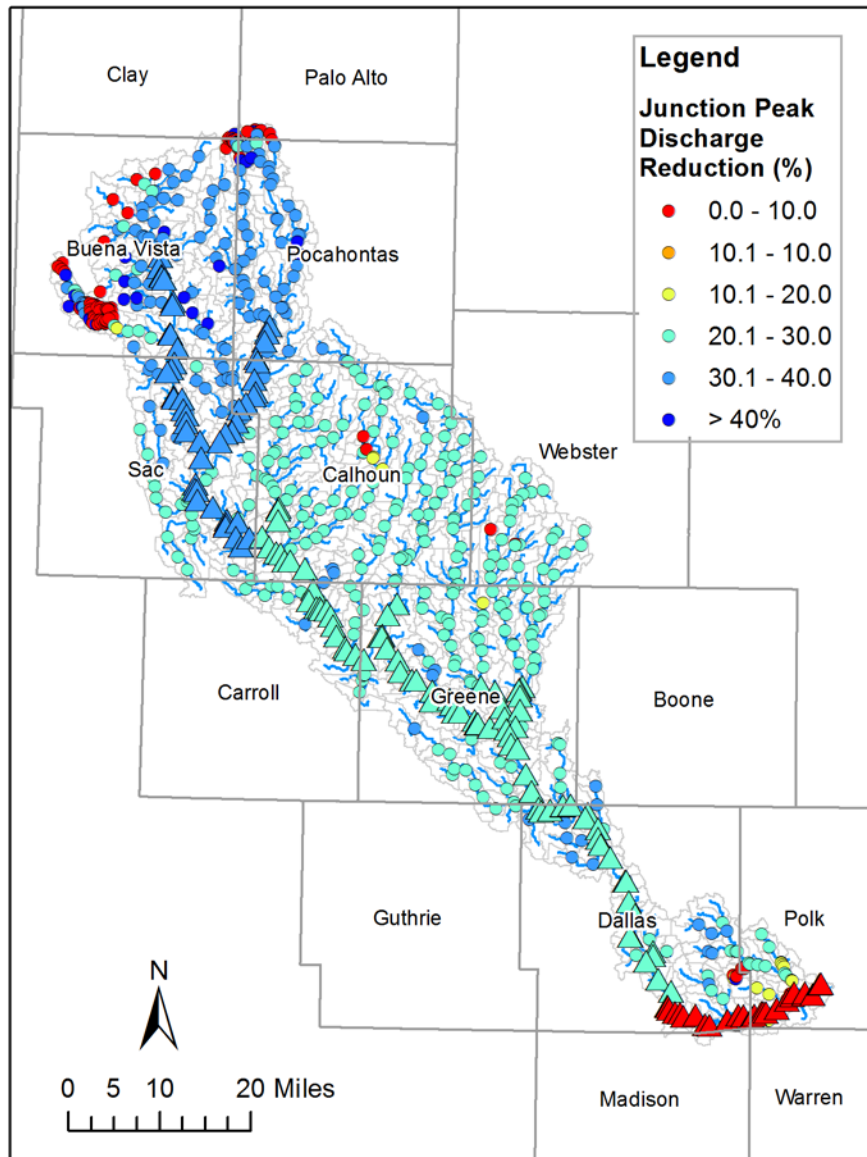 Clay
Palo Alto
Legend
Junction Peak
Discharge
Reduction (%)
0.0 - 10.0
10.1 - 10.0
10.1 - 20.0
20.1 - 30.0
30.1 - 40.0
> 40%
Buena Vista
Pocahontas
Sac
Calhoun
Webster
Carroll
Greene
Boone
Guthrie
Dallas
Polk
N
0 5 10 20 Miles
Madison
Warren